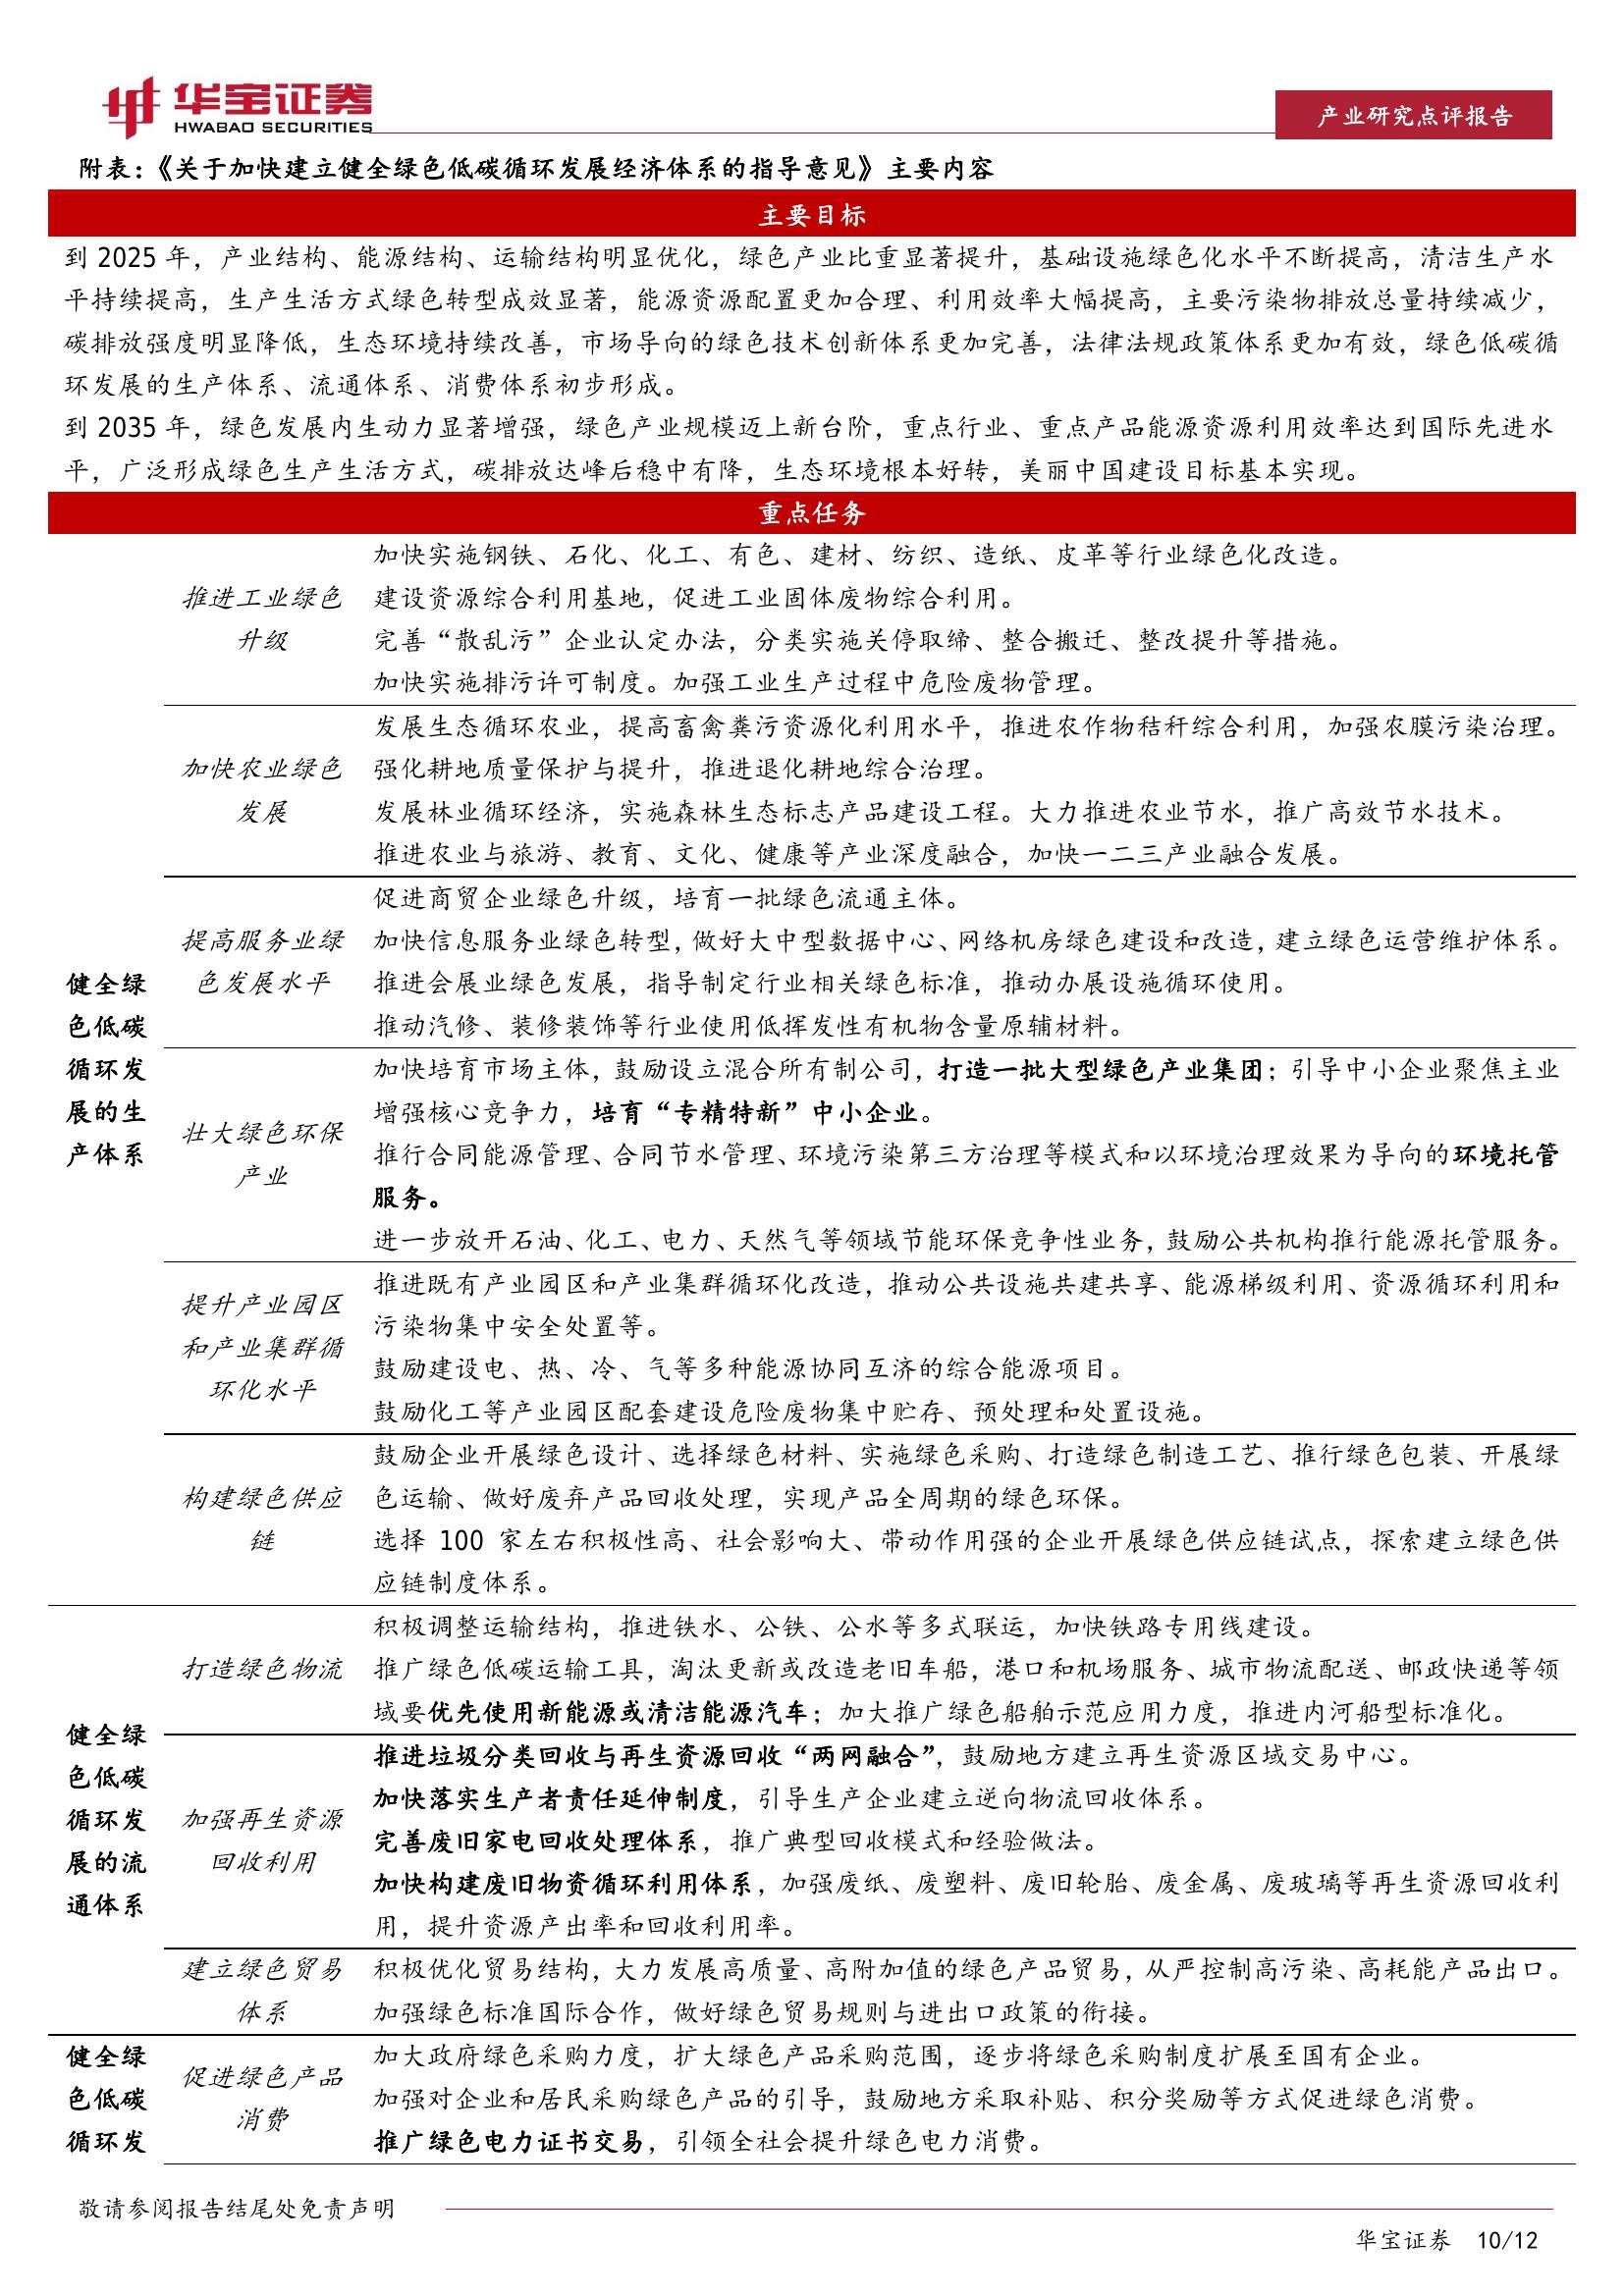 华宝证券
HWABAO SECURITIES
产业研究点评报告
附表：《关于加快建立健全绿色低碳循环发展经济体系的指导意见》主要内容
主要目标
到 2025 年，产业结构、能源结构、运输结构明显优化，绿色产业比重显著提升，基础设施绿色化水平不断提高，清洁生产水
平持续提高，生产生活方式绿色转型成效显著，能源资源配置更加合理、利用效率大幅提高，主要污染物排放总量持续减少，
碳排放强度明显降低，生态环境持续改善，市场导向的绿色技术创新体系更加完善，法律法规政策体系更加有效，绿色低碳循
环发展的生产体系、流通体系、消费体系初步形成。
到 2035 年，绿色发展内生动力显著增强，绿色产业规模迈上新台阶，重点行业、重点产品能源资源利用效率达到国际先进水
平，广泛形成绿色生产生活方式，碳排放达峰后稳中有降，生态环境根本好转，美丽中国建设目标基本实现。
重点任务
健全绿
色低碳
循环发
展的生
产体系
推进工业绿色
升级
加快实施钢铁、石化、化工、有色、建材、纺织、造纸、皮革等行业绿色化改造。
建设资源综合利用基地，促进工业固体废物综合利用。
完善“散乱污”企业认定办法，分类实施关停取缔、整合搬迁、整改提升等措施。
加快实施排污许可制度。加强工业生产过程中危险废物管理。
加快农业绿色
发展
发展生态循环农业，提高畜禽粪污资源化利用水平，推进农作物秸秆综合利用，加强农膜污染治理。
强化耕地质量保护与提升，推进退化耕地综合治理。
发展林业循环经济，实施森林生态标志产品建设工程。大力推进农业节水，推广高效节水技术。
推进农业与旅游、教育、文化、健康等产业深度融合，加快一二三产业融合发展。
提高服务业绿
色发展水平
促进商贸企业绿色升级，培育一批绿色流通主体。
加快信息服务业绿色转型，做好大中型数据中心、网络机房绿色建设和改造，建立绿色运营维护体系。
推进会展业绿色发展，指导制定行业相关绿色标准，推动办展设施循环使用。
推动汽修、装修装饰等行业使用低挥发性有机物含量原辅材料。
壮大绿色环保
产业
加快培育市场主体，鼓励设立混合所有制公司，打造一批大型绿色产业集团；引导中小企业聚焦主业
增强核心竞争力，培育“专精特新”中小企业。
推行合同能源管理、合同节水管理、环境污染第三方治理等模式和以环境治理效果为导向的环境托管
服务。
进一步放开石油、化工、电力、天然气等领域节能环保竞争性业务，鼓励公共机构推行能源托管服务。
提升产业园区
和产业集群循
环化水平
推进既有产业园区和产业集群循环化改造，推动公共设施共建共享、能源梯级利用、资源循环利用和
污染物集中安全处置等。
鼓励建设电、热、冷、气等多种能源协同互济的综合能源项目。
鼓励化工等产业园区配套建设危险废物集中贮存、预处理和处置设施。
构建绿色供应
链
鼓励企业开展绿色设计、选择绿色材料、实施绿色采购、打造绿色制造工艺、推行绿色包装、开展绿
色运输、做好废弃产品回收处理，实现产品全周期的绿色环保。
选择 100 家左右积极性高、社会影响大、带动作用强的企业开展绿色供应链试点，探索建立绿色供
应链制度体系。
健全绿
色低碳
循环发
展的流
通体系
打造绿色物流
积极调整运输结构，推进铁水、公铁、公水等多式联运，加快铁路专用线建设。
推广绿色低碳运输工具，淘汰更新或改造老旧车船，港口和机场服务、城市物流配送、邮政快递等领
域要优先使用新能源或清洁能源汽车；加大推广绿色船舶示范应用力度，推进内河船型标准化。
加强再生资源
回收利用
推进垃圾分类回收与再生资源回收“两网融合”，鼓励地方建立再生资源区域交易中心。
加快落实生产者责任延伸制度，引导生产企业建立逆向物流回收体系。
完善废旧家电回收处理体系，推广典型回收模式和经验做法。
加快构建废旧物资循环利用体系，加强废纸、废塑料、废旧轮胎、废金属、废玻璃等再生资源回收利
用，提升资源产出率和回收利用率。
建立绿色贸易
体系
积极优化贸易结构，大力发展高质量、高附加值的绿色产品贸易，从严控制高污染、高耗能产品出口。
加强绿色标准国际合作，做好绿色贸易规则与进出口政策的衔接。
健全绿
色低碳
循环发
促进绿色产品
消费
加大政府绿色采购力度，扩大绿色产品采购范围，逐步将绿色采购制度扩展至国有企业。
加强对企业和居民采购绿色产品的引导，鼓励地方采取补贴、积分奖励等方式促进绿色消费。
推广绿色电力证书交易，引领全社会提升绿色电力消费。
敬请参阅报告结尾处免责声明
华宝证券 10/12